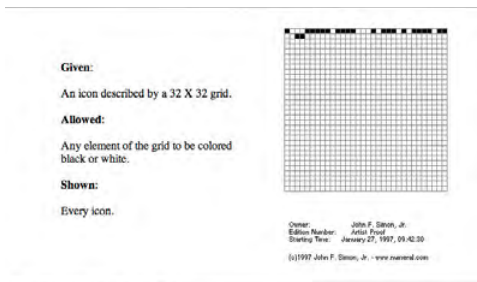 Given:
An icon described by a 32 X 32 grid.
Allowed:
Any element of the grid to be colored
black or white.
Shown:
Every icon.
Owner: John F. Simon, Jr.
Edition Number: Artist Proof
Starting Time: January 27, 1997, 09:42:30
(c)1997 John F. Simon, Jr. - www.numeral.com